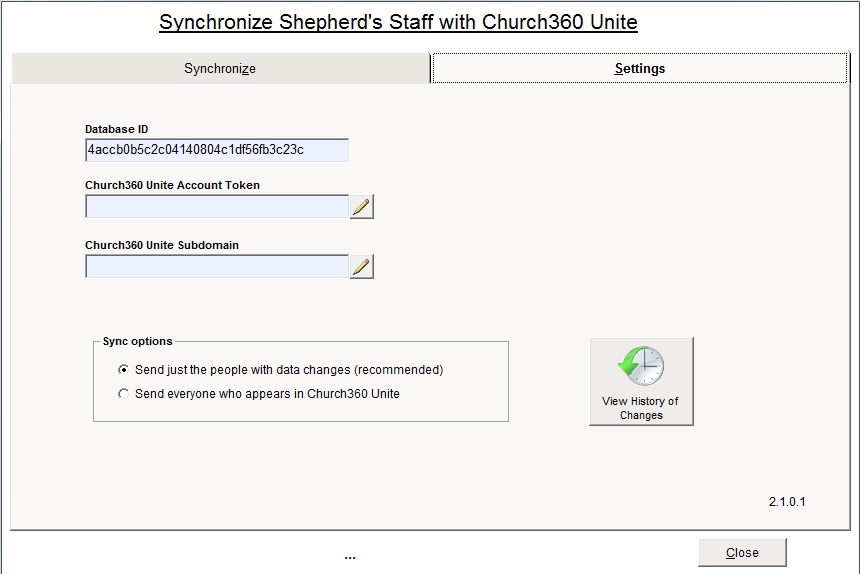 Synchronize Shepherd's Staff with Church360 Unite
Synchronize
Settings
Database ID
4accb0b5c2c04140804c1df56fb3c23c
Church360 Unite Account Token
Church360 Unite Subdomain
Sync options
Send just the people with data changes (recommended)
Send everyone who appears in Church360 Unite
View History of
Changes
2.1.0.1
...
Close